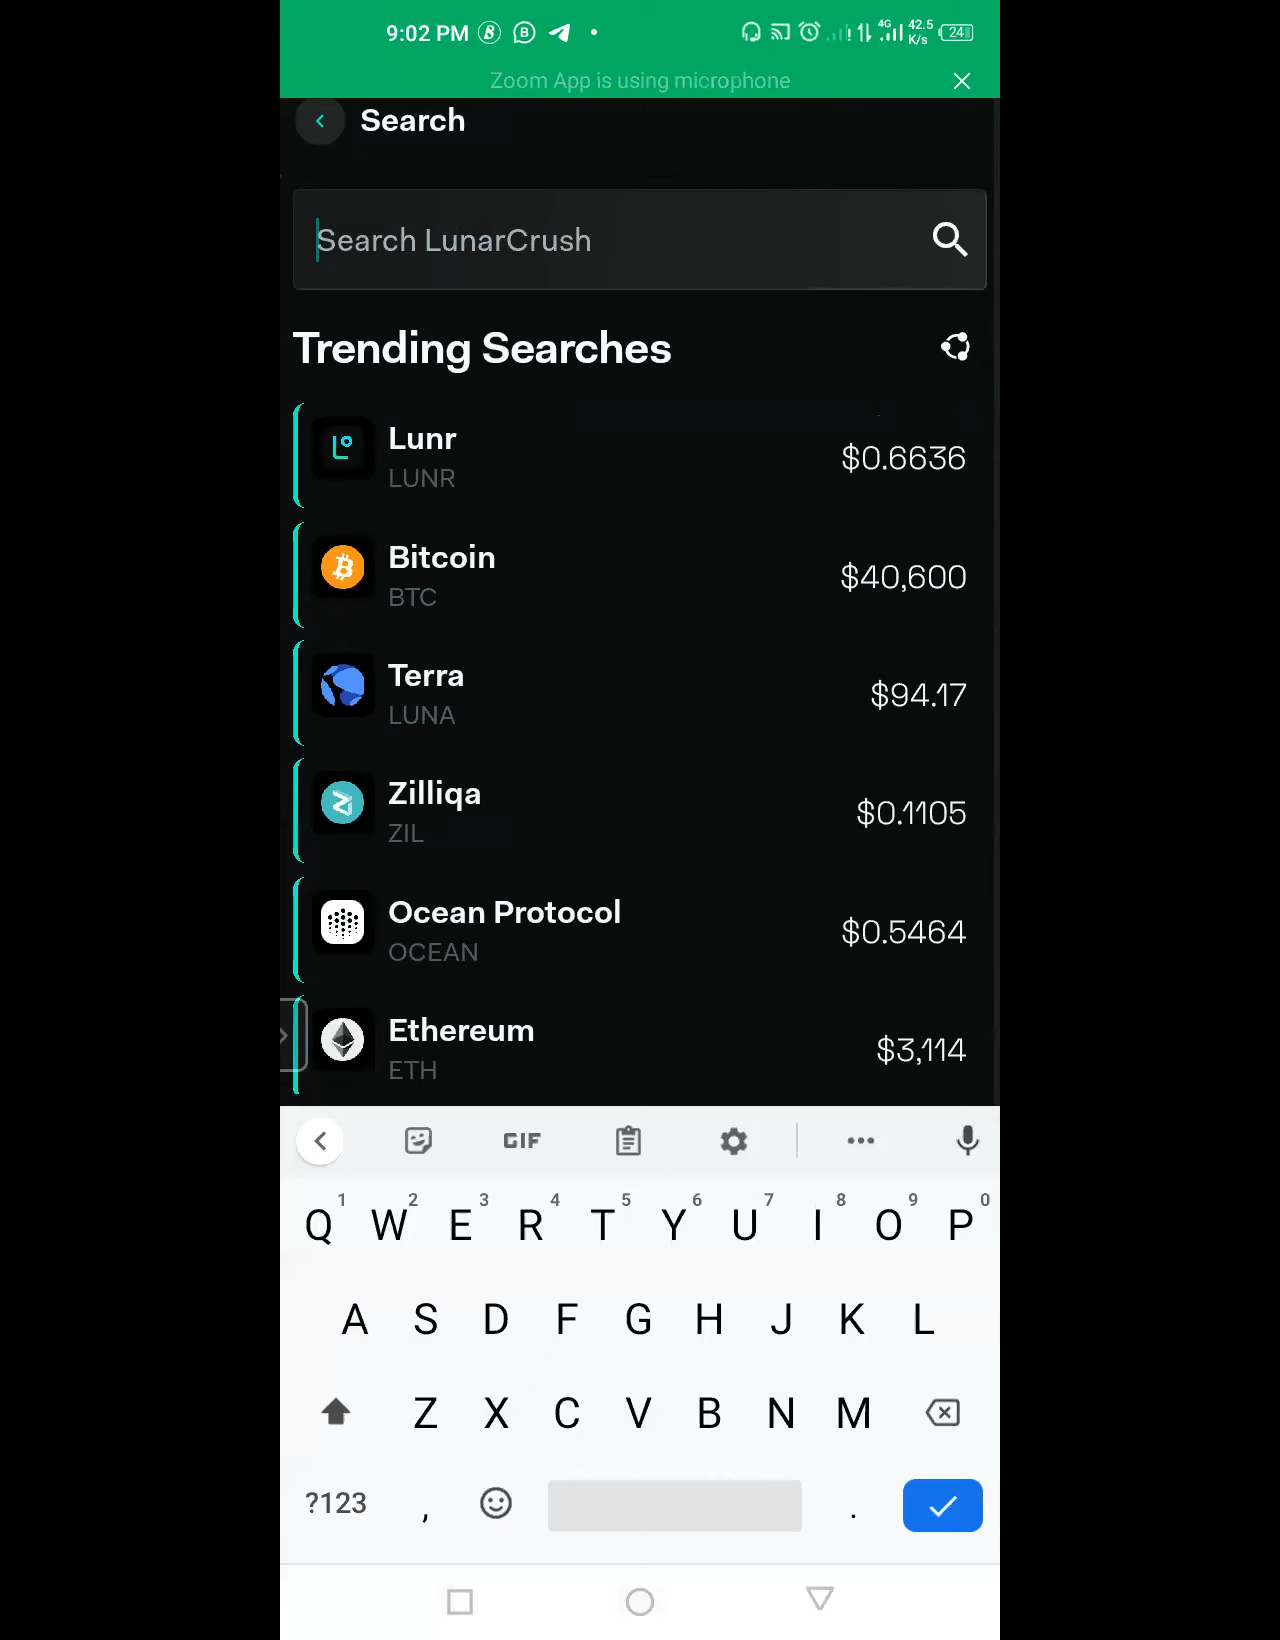 9:02 PM 4G 42.5 K/s 24
Zoom App is using microphone
Search
Search LunarCrush
Trending Searches
Lunr
LUNR
$0.6636
Bitcoin
BTC
$40,600
Terra
LUNA
$94.17
Zilliqa
ZIL
$0.1105
Ocean Protocol
OCEAN
$0.5464
Ethereum
ETH
$3,114
GIF
1 2 3 4 5 6 7 8 9 0
Q W E R T Y U I O P
A S D F G H J K L
Z X C V B N M
?123 , .